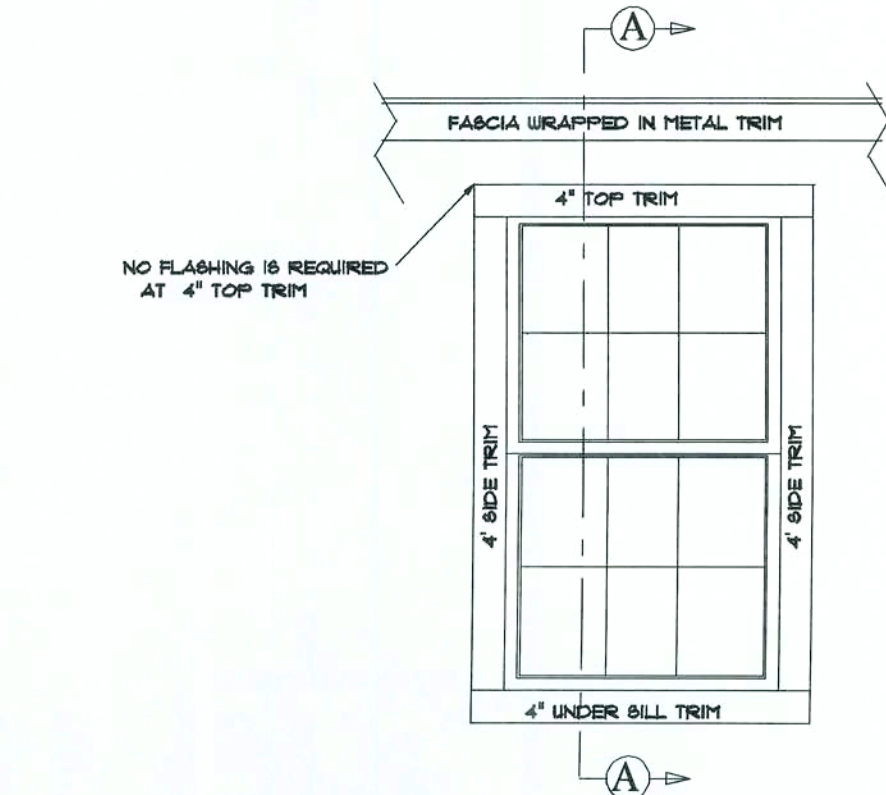 A
FASCIA WRAPPED IN METAL TRIM
4" TOP TRIM
NO FLASHING IS REQUIRED
AT 4" TOP TRIM
4' SIDE TRIM
4' SIDE TRIM
4" UNDER SILL TRIM
A